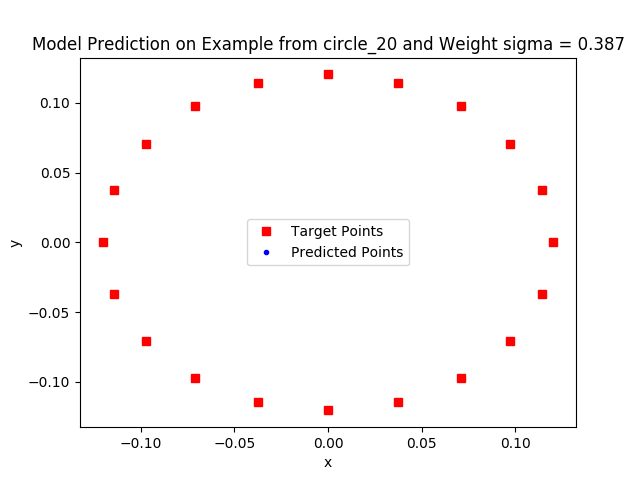 Model Prediction on Example from circle_20 and Weight sigma = 0.387
0.10
0.05
0.00
−0.05
−0.10
y
Target Points
Predicted Points
−0.10
−0.05
0.00
0.05
0.10
x